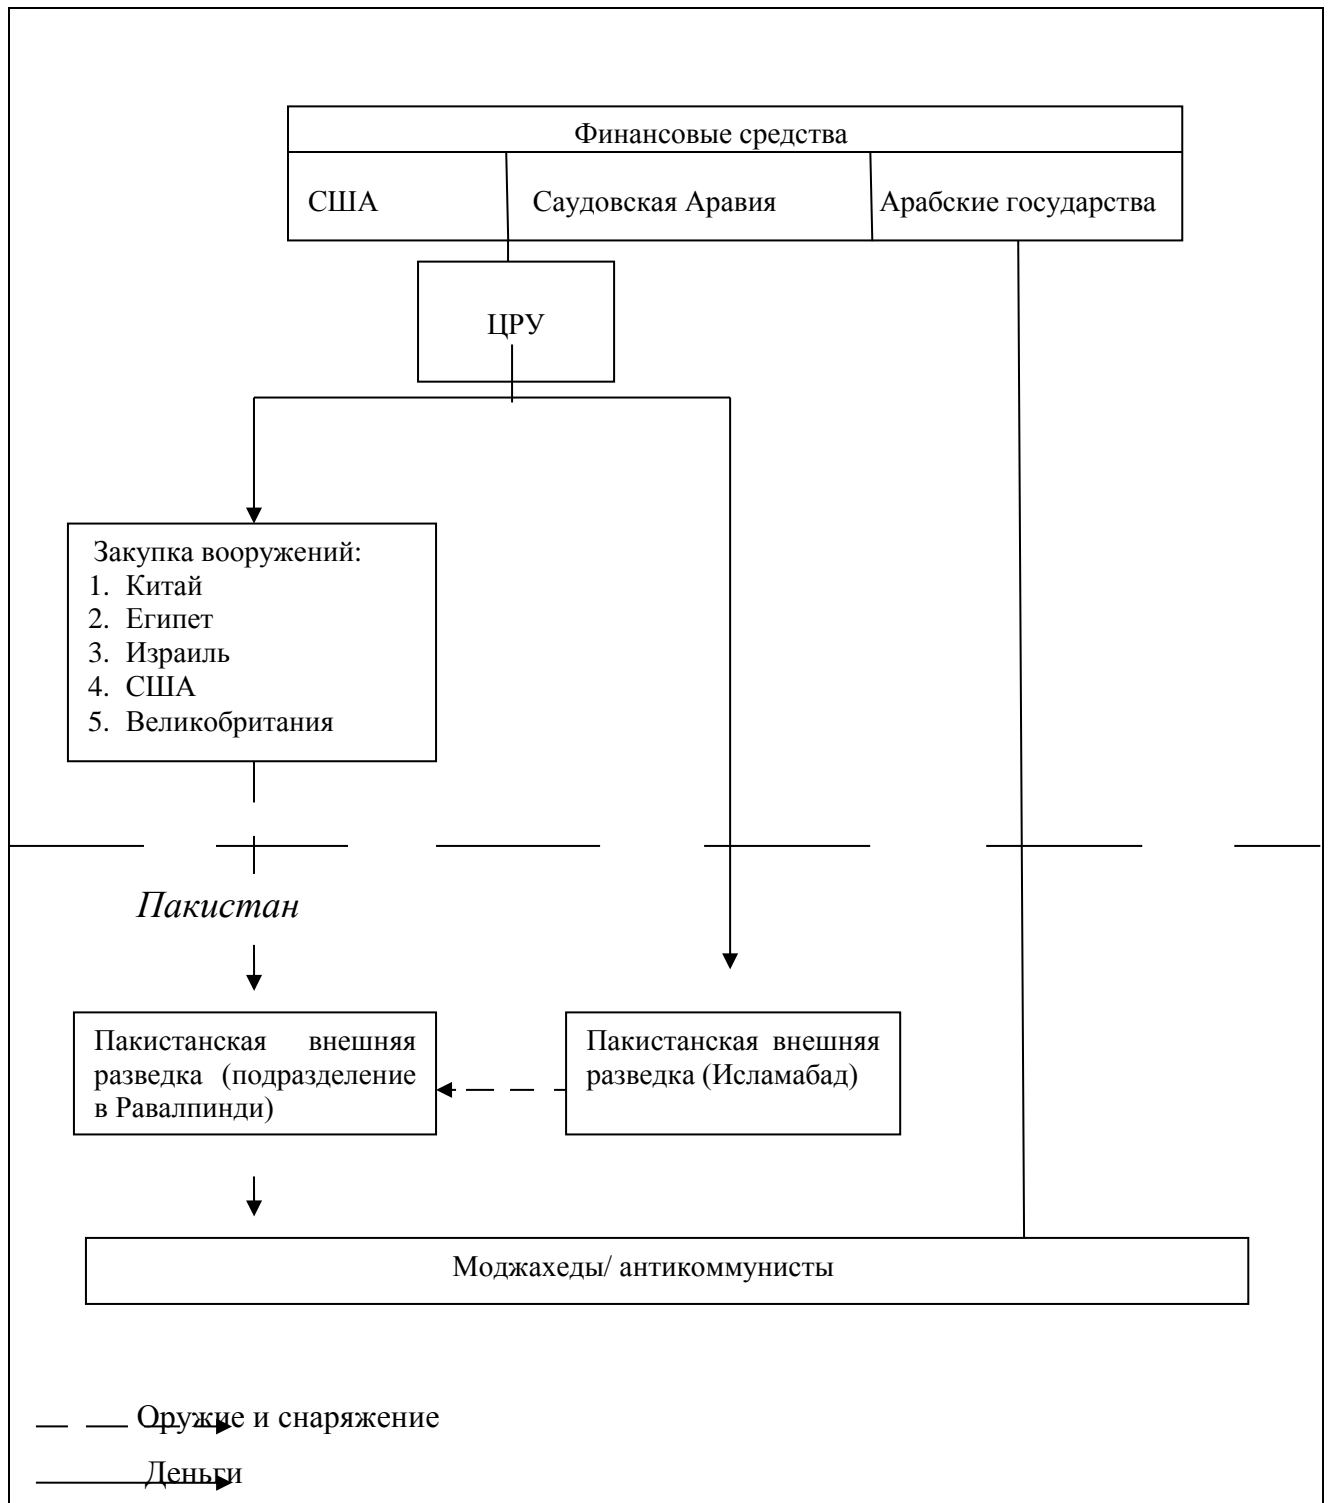 Финансовые средства
США
Саудовская Аравия
Арабские государства
ЦРУ
Закупка вооружений:
1. Китай
2. Египет
3. Израиль
4. США
5. Великобритания
Пакистан
Пакистанская внешняя
разведка (подразделение
в Равалпинди)
Пакистанская внешняя
разведка (Исламабад)
Моджахеды/ антикоммунисты
Оружие и снаряжение
Деньги